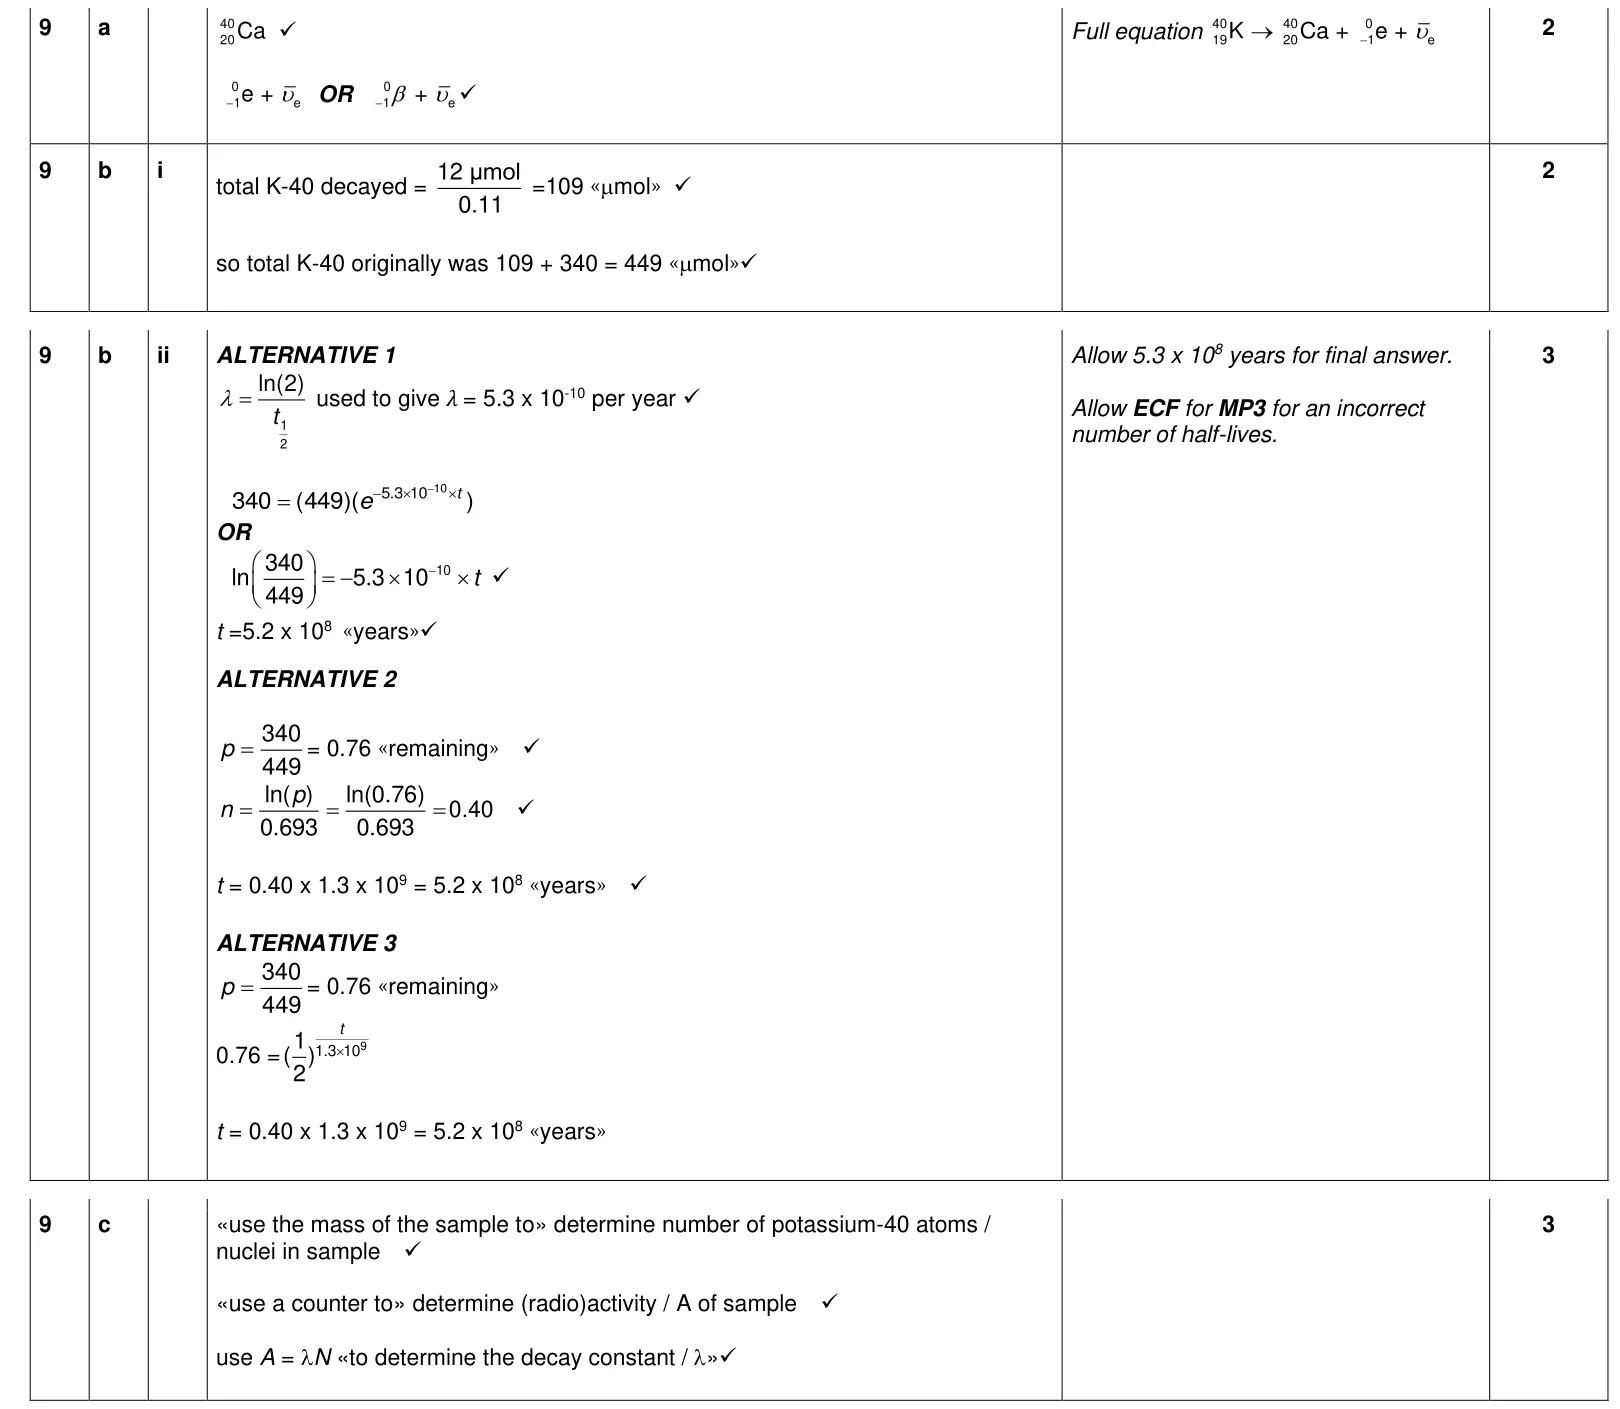 9 a ⁴⁰₂₀Ca ✓ Full equation ⁴⁰₁₉K → ⁴⁰₂₀Ca + ⁰₋₁e + ῡₑ 2
⁰₋₁e + ῡₑ OR ⁰₋₁β + ῡₑ ✓
9 b i total K-40 decayed = 12 µmol / 0.11 =109 «μmol» ✓ 2
so total K-40 originally was 109 + 340 = 449 «μmol»✓
9 b ii ALTERNATIVE 1 Allow 5.3 x 10⁸ years for final answer. 3
λ = ln(2) / t₁/₂ used to give λ = 5.3 x 10⁻¹⁰ per year ✓
Allow ECF for MP3 for an incorrect
number of half-lives.
340 = (449)(e^(−5.3×10⁻¹⁰×t))
OR
ln(340/449) = −5.3 × 10⁻¹⁰ × t ✓
t =5.2 x 10⁸ «years»✓
ALTERNATIVE 2
p = 340/449 = 0.76 «remaining» ✓
n = ln(p)/0.693 = ln(0.76)/0.693 = 0.40 ✓
t = 0.40 x 1.3 x 10⁹ = 5.2 x 10⁸ «years» ✓
ALTERNATIVE 3
p = 340/449 = 0.76 «remaining»
0.76 = (1/2)^(t/1.3×10⁹)
t = 0.40 x 1.3 x 10⁹ = 5.2 x 10⁸ «years»
9 c «use the mass of the sample to» determine number of potassium-40 atoms / 3
nuclei in sample ✓
«use a counter to» determine (radio)activity / A of sample ✓
use A = λN «to determine the decay constant / λ»✓